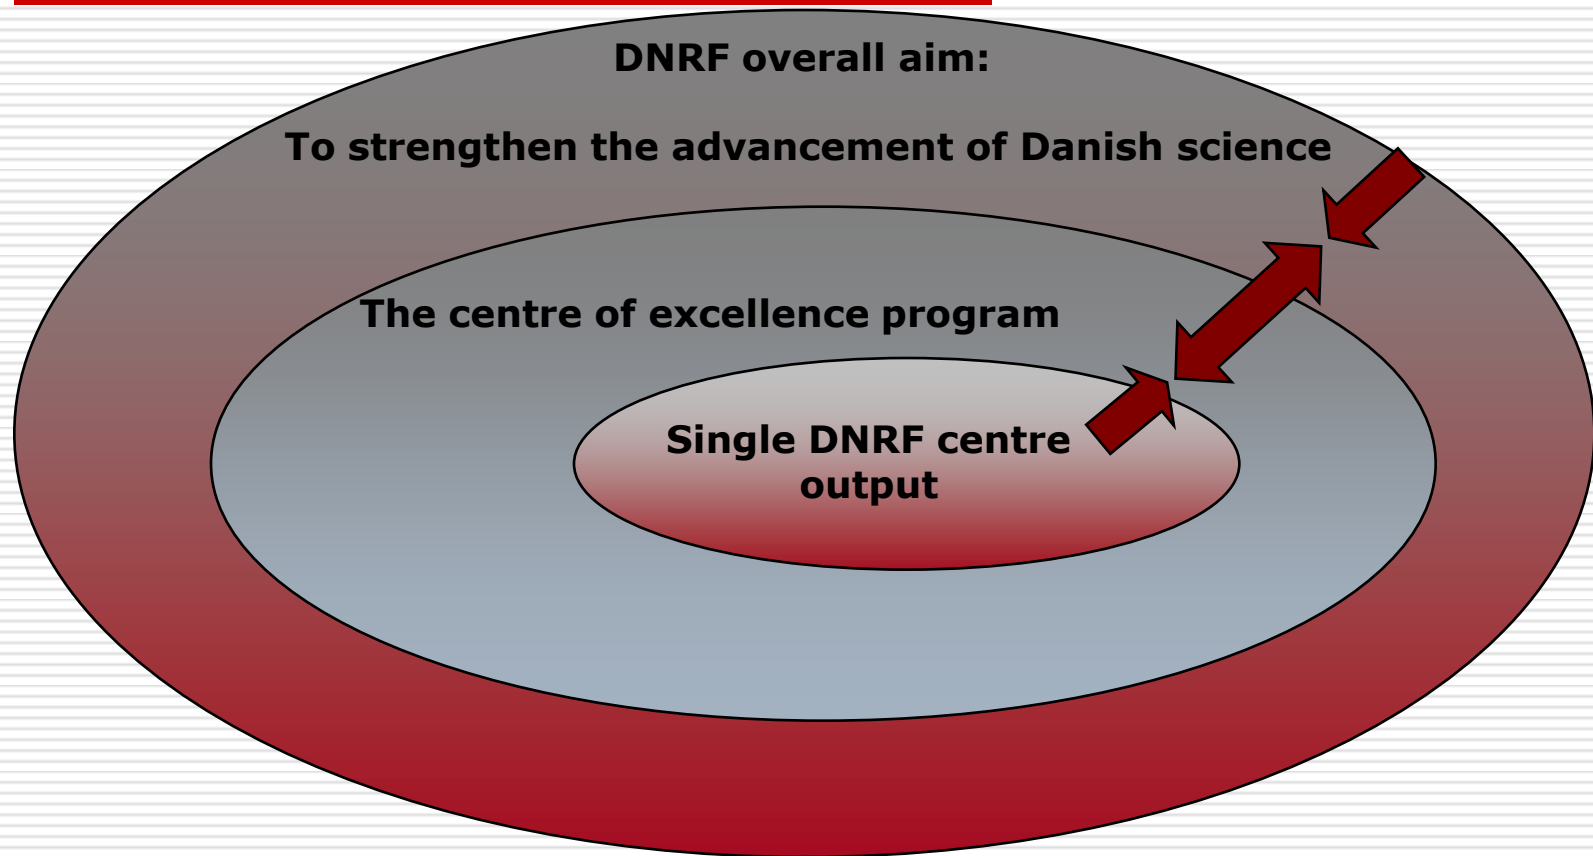 DNRF overall aim:
To strengthen the advancement of Danish science
The centre of excellence program
Single DNRF centre
output